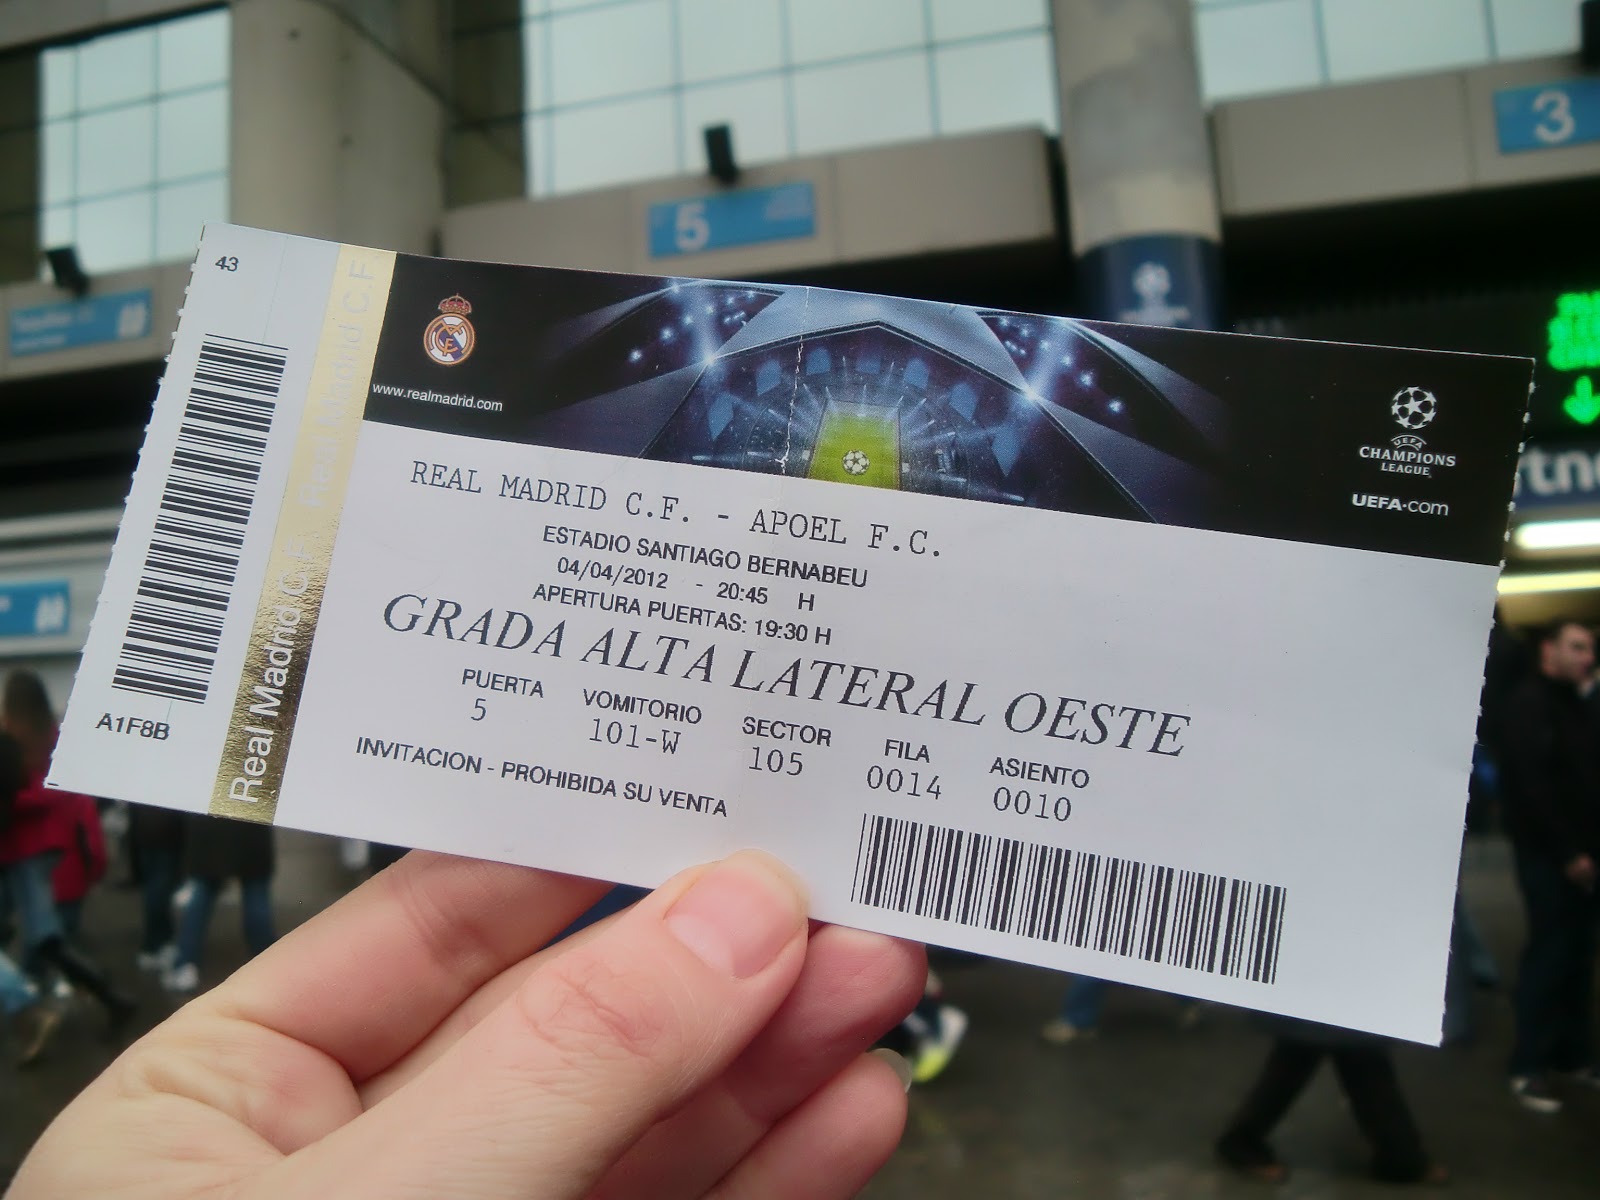 3
5
43
A1F8B
Real Madrid C.F Real Madrid C.F
www.realmadrid.com
UEFA
CHAMPIONS
LEAGUE
UEFA.com
REAL MADRID C.F. - APOEL F.C.
ESTADIO SANTIAGO BERNABEU
04/04/2012 - 20:45 H
APERTURA PUERTAS: 19:30 H
GRADA ALTA LATERAL OESTE
PUERTA VOMITORIO SECTOR FILA ASIENTO
5 101-W 105 0014 0010
INVITACION - PROHIBIDA SU VENTA